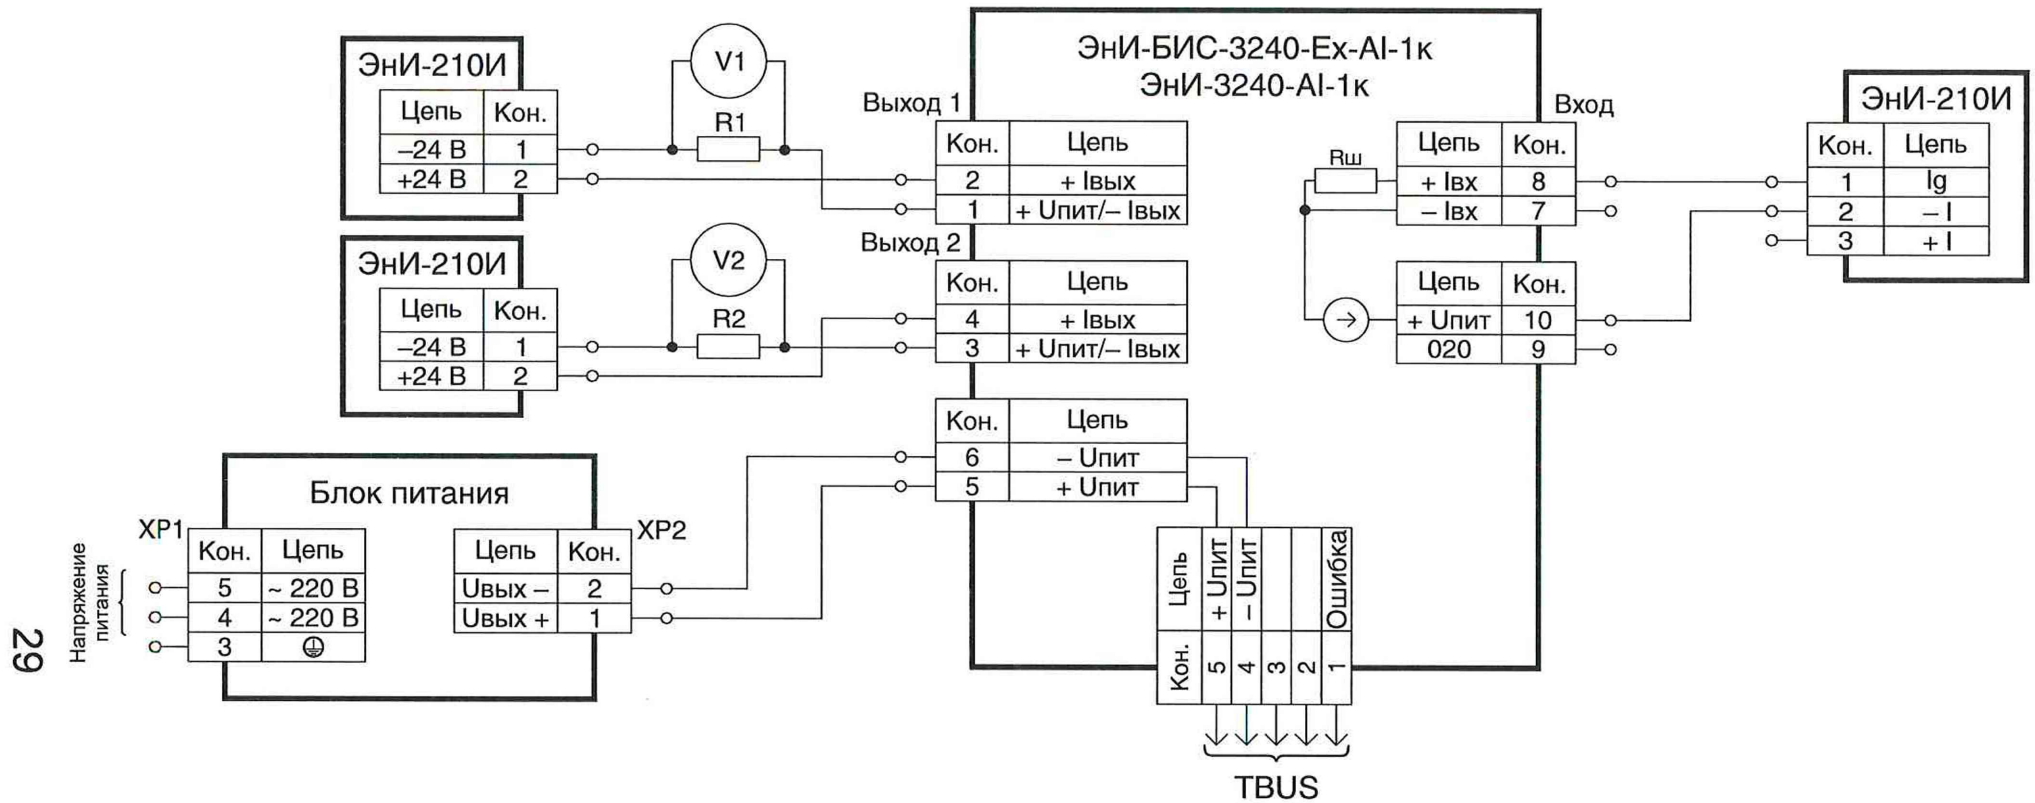 ЭнИ-БИС-3240-Ex-AI-1к
ЭнИ-3240-AI-1к
ЭнИ-210И
Цепь Кон.
–24 В 1
+24 В 2
V1
R1
Выход 1
Кон. Цепь
2 + Iвых
1 + Uпит/– Iвых
ЭнИ-210И
Цепь Кон.
–24 В 1
+24 В 2
V2
R2
Выход 2
Кон. Цепь
4 + Iвых
3 + Uпит/– Iвых
Вход
Rш
Цепь Кон.
+ Iвх 8
– Iвх 7
Цепь Кон.
+ Uпит 10
020 9
ЭнИ-210И
Кон. Цепь
1 Ig
2 – I
3 + I
Кон. Цепь
6 – Uпит
5 + Uпит
Блок питания
XP1
Кон. Цепь
5 ~ 220 В
4 ~ 220 В
3
Напряжение
питания
XP2
Цепь Кон.
Uвых – 2
Uвых + 1
Кон. Цепь
5 + Uпит
4 – Uпит
3
2
1 Ошибка
TBUS
29